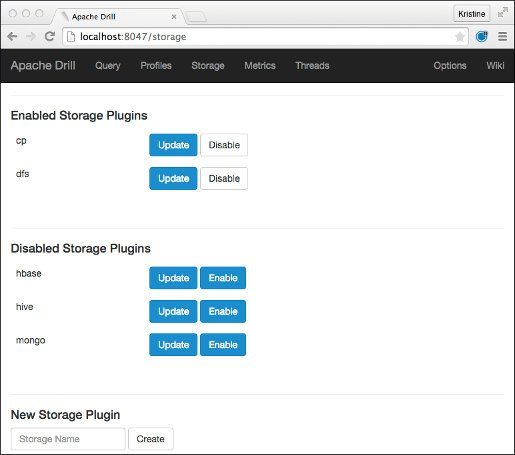 Apache Drill
Kristine
localhost:8047/storage
Apache Drill Query Profiles Storage Metrics Threads Options Wiki
Enabled Storage Plugins
cp Update Disable
dfs Update Disable
Disabled Storage Plugins
hbase Update Enable
hive Update Enable
mongo Update Enable
New Storage Plugin
Storage Name Create